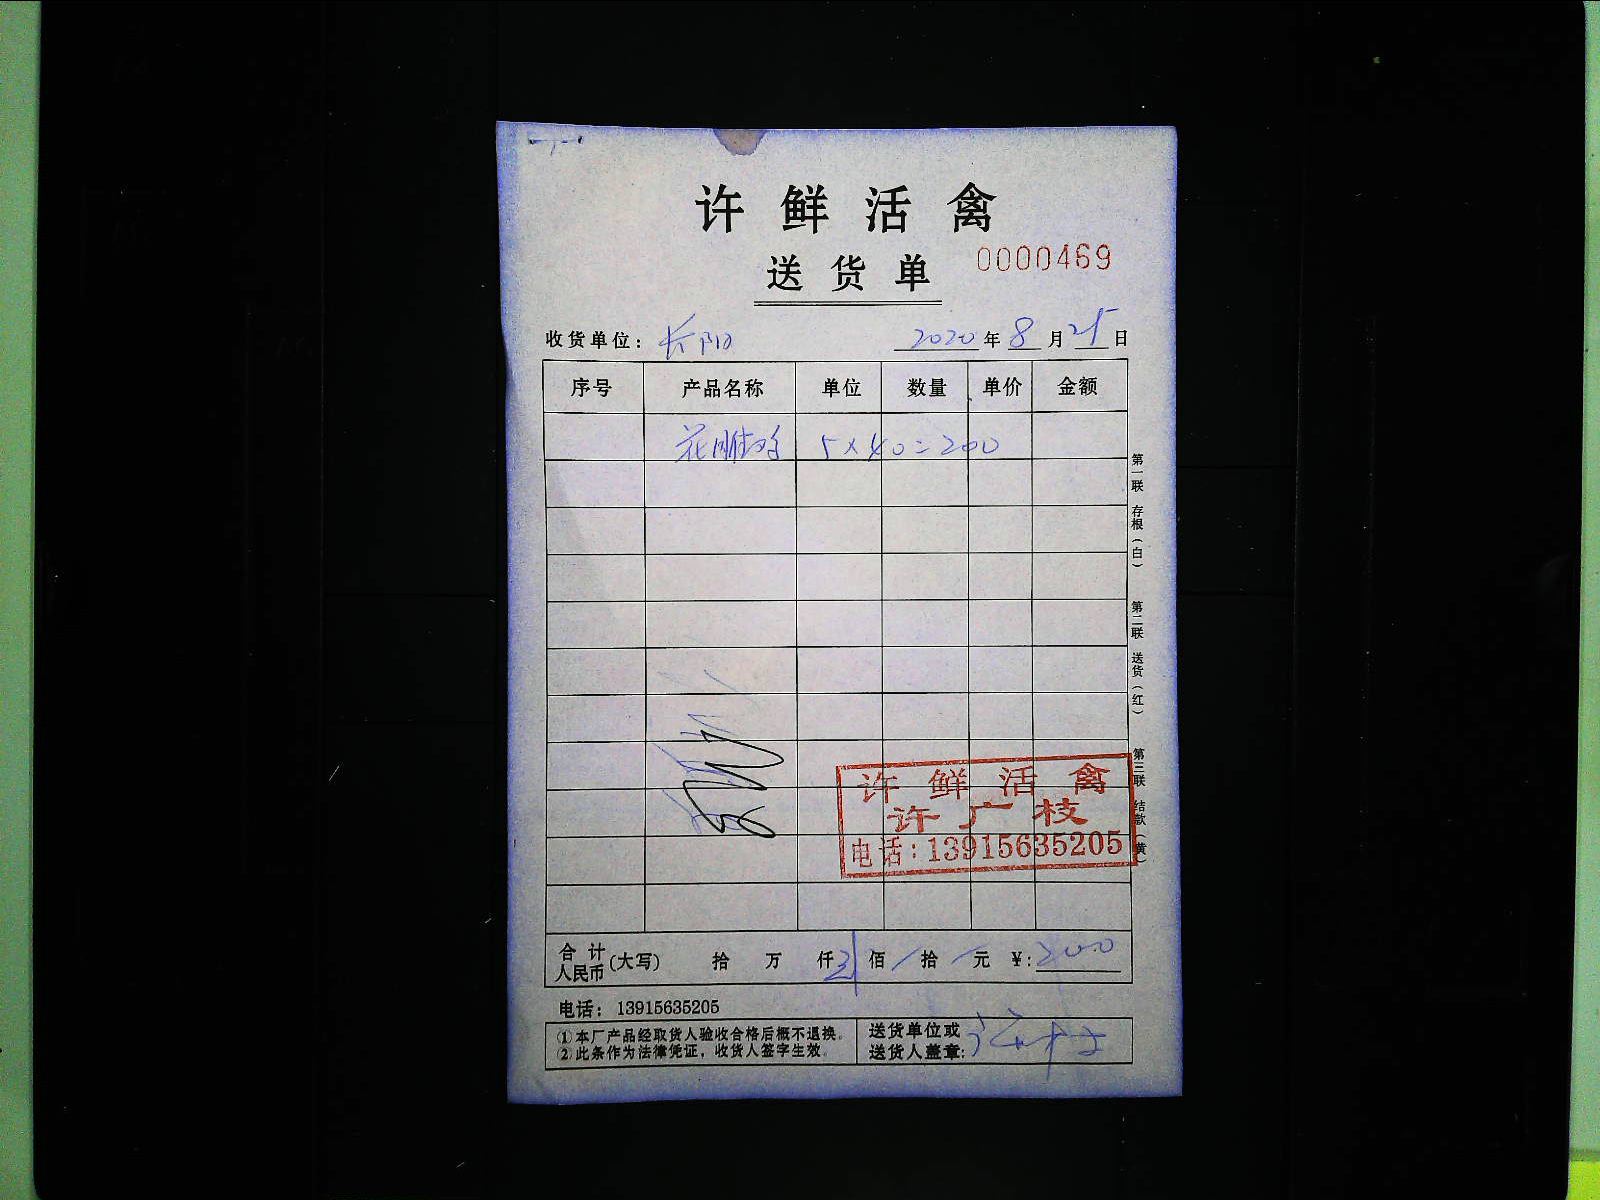 许鲜活禽
送货单
0000469
收货单位：长阳 2020年8月25日
序号 产品名称 单位 数量 单价 金额
花雕鸡 5×40=200
第一联 存根（白） 第二联 送货（红） 第三联 结款（黄）
许鲜活禽
许广枝
电话：13915635205
合计人民币（大写） 拾 万 仟 佰 / 拾 / 元 ¥：200
电话：13915635205
①本厂产品经取货人验收合格后概不退换。
②此条作为法律凭证，收货人签字生效。
送货单位或
送货人盖章：